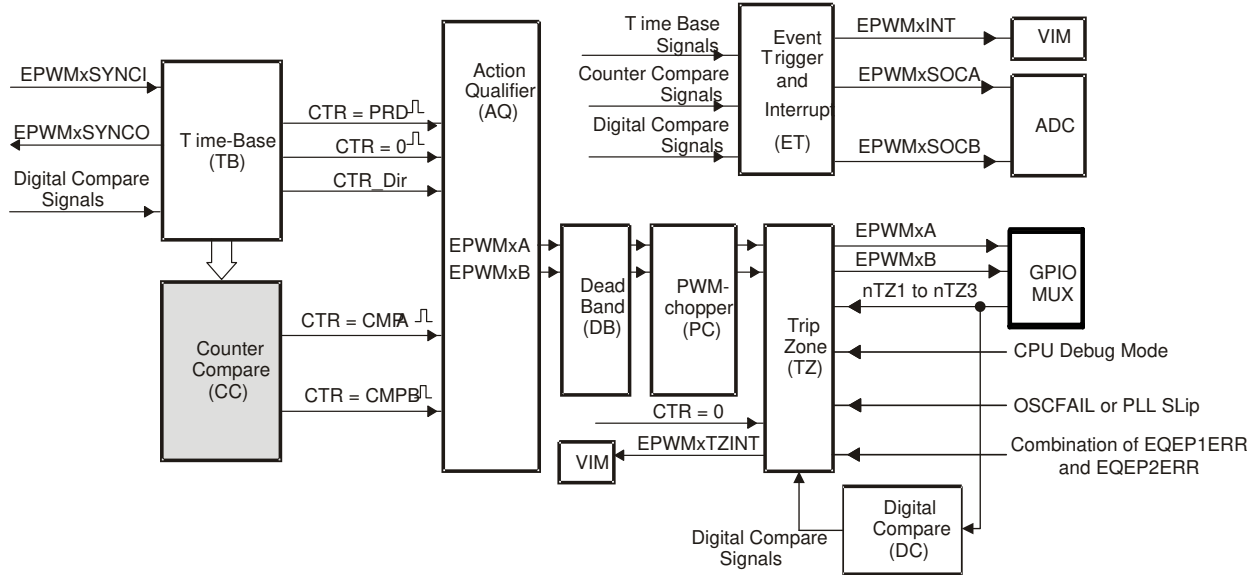 EPWMxSYNCI
EPWMxSYNCO
Digital Compare
Signals
Time-Base
(TB)
CTR = PRD
CTR = 0
CTR_Dir
Counter
Compare
(CC)
CTR = CMPA
CTR = CMPB
Action
Qualifier
(AQ)
EPWMxA
EPWMxB
Time Base
Signals
Counter Compare
Signals
Digital Compare
Signals
Event
Trigger
and
Interrupt
(ET)
EPWMxINT
EPWMxSOCA
EPWMxSOCB
VIM
ADC
Dead
Band
(DB)
PWM-
chopper
(PC)
Trip
Zone
(TZ)
EPWMxA
EPWMxB
nTZ1 to nTZ3
GPIO
MUX
CPU Debug Mode
OSCFAIL or PLL SLip
Combination of EQEP1ERR
and EQEP2ERR
CTR = 0
EPWMxTZINT
VIM
Digital Compare
Signals
Digital
Compare
(DC)